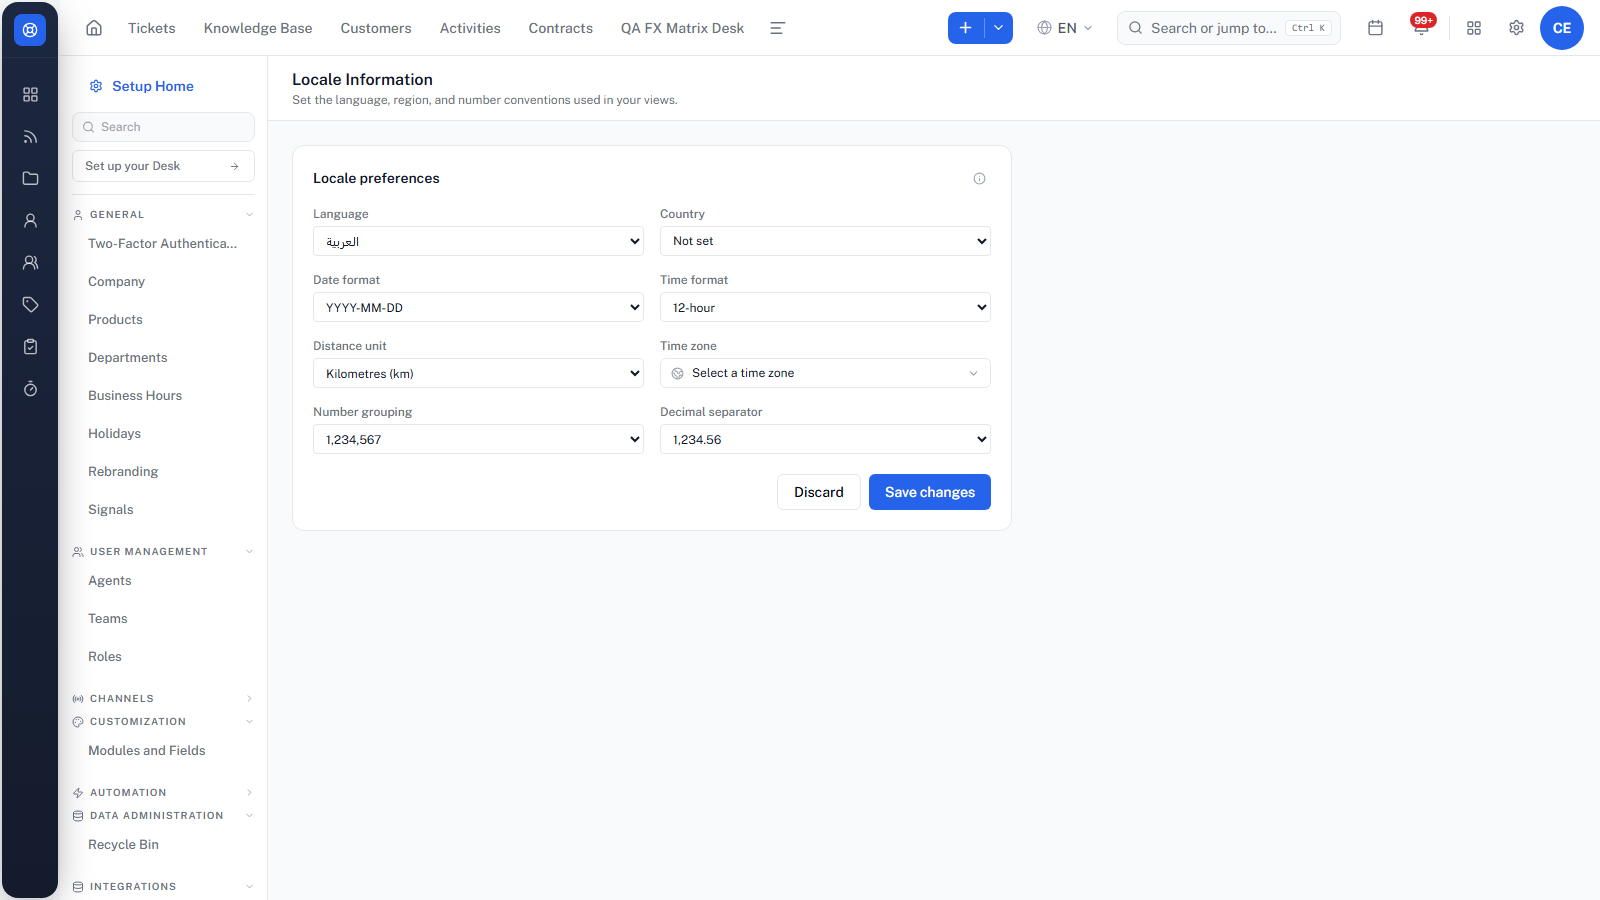 Tickets
Knowledge Base
Customers
Activities
Contracts
QA FX Matrix Desk
EN
Search or jump to...
Ctrl K
99+
CE
Setup Home
Search
Set up your Desk
GENERAL
Two-Factor Authentica...
Company
Products
Departments
Business Hours
Holidays
Rebranding
Signals
USER MANAGEMENT
Agents
Teams
Roles
CHANNELS
CUSTOMIZATION
Modules and Fields
AUTOMATION
DATA ADMINISTRATION
Recycle Bin
INTEGRATIONS
Locale Information
Set the language, region, and number conventions used in your views.
Locale preferences
Language
العربية
Country
Not set
Date format
YYYY-MM-DD
Time format
12-hour
Distance unit
Kilometres (km)
Time zone
Select a time zone
Number grouping
1,234,567
Decimal separator
1,234.56
Discard
Save changes